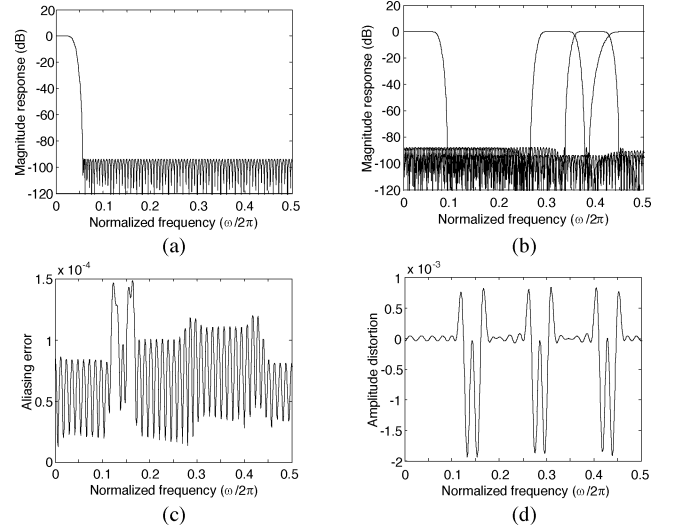 20
0
-20
-40
-60
-80
-100
-120
Magnitude response (dB)
0 0.1 0.2 0.3 0.4 0.5
Normalized frequency (ω/2π)
(a)
20
0
-20
-40
-60
-80
-100
-120
Magnitude response (dB)
0 0.1 0.2 0.3 0.4 0.5
Normalized frequency (ω/2π)
(b)
x 10⁻⁴
1.5
1
0.5
0
Aliasing error
0 0.1 0.2 0.3 0.4 0.5
Normalized frequency (ω/2π)
(c)
x 10⁻³
1
0.5
0
-0.5
-1
-1.5
-2
Amplitude distortion
0 0.1 0.2 0.3 0.4 0.5
Normalized frequency (ω/2π)
(d)